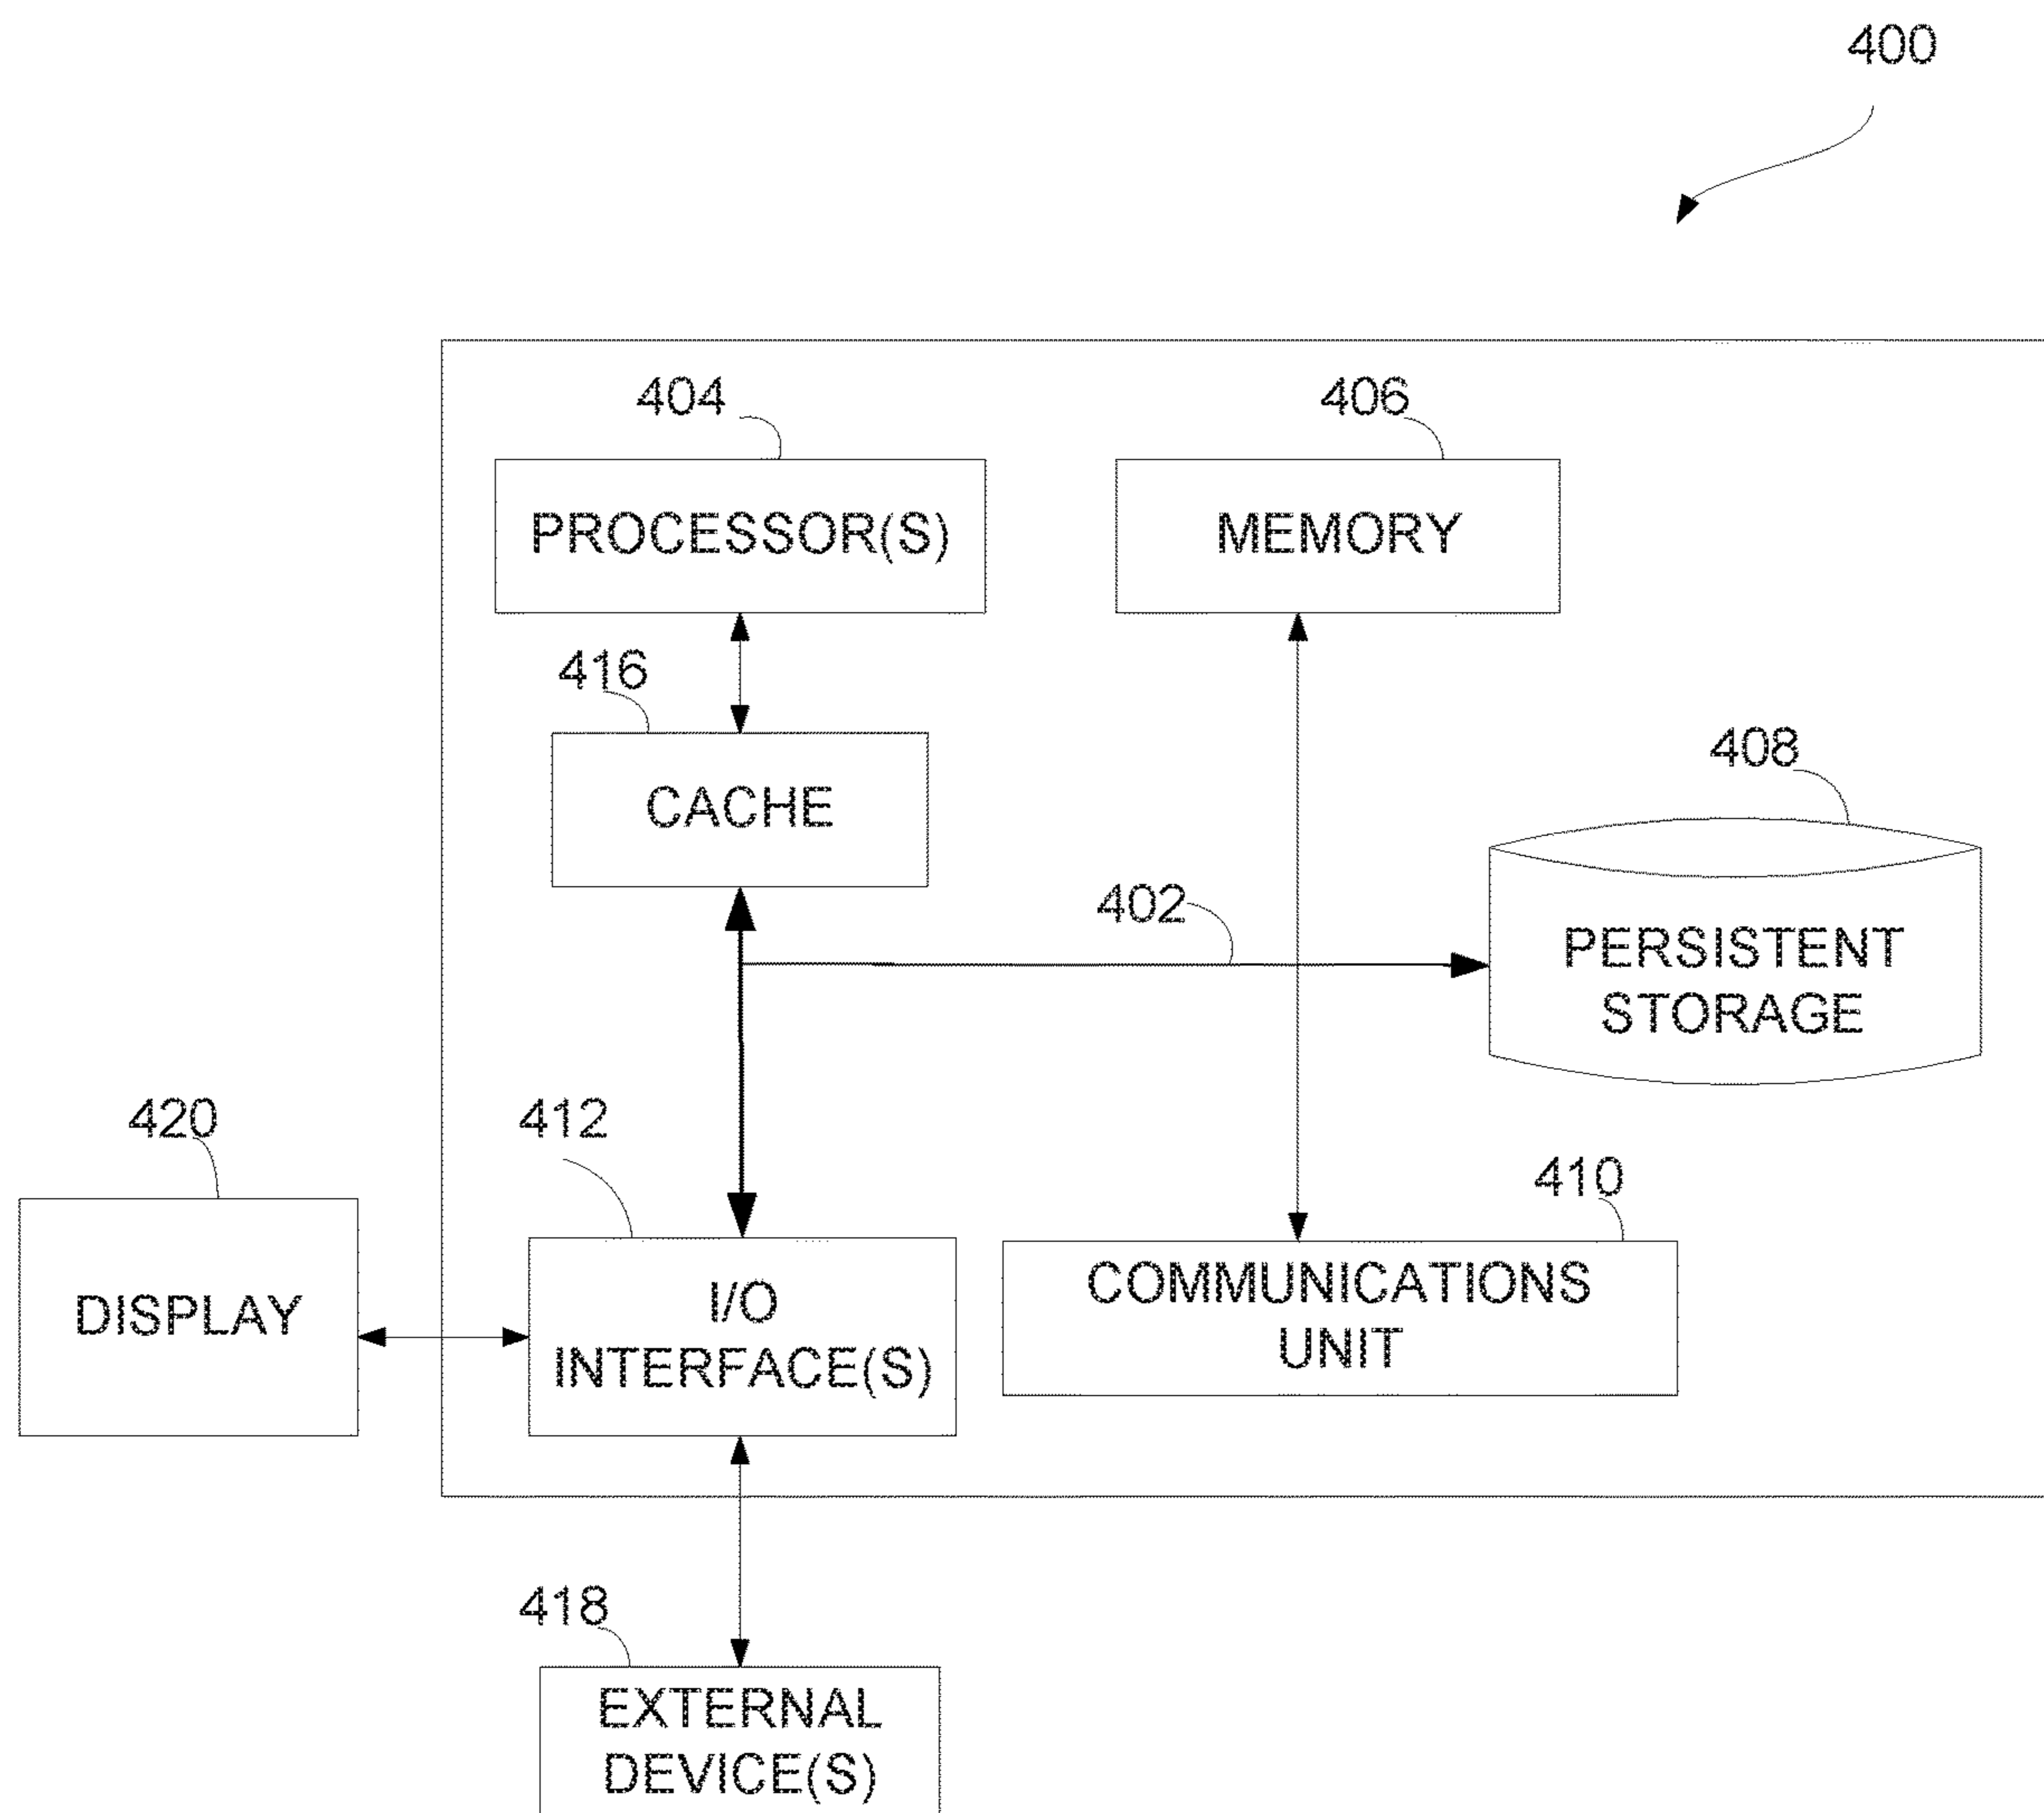 400
404
406
PROCESSOR(S)
MEMORY
416
CACHE
408
402
PERSISTENT
STORAGE
420
412
410
DISPLAY
I/O
INTERFACE(S)
COMMUNICATIONS
UNIT
418
EXTERNAL
DEVICE(S)